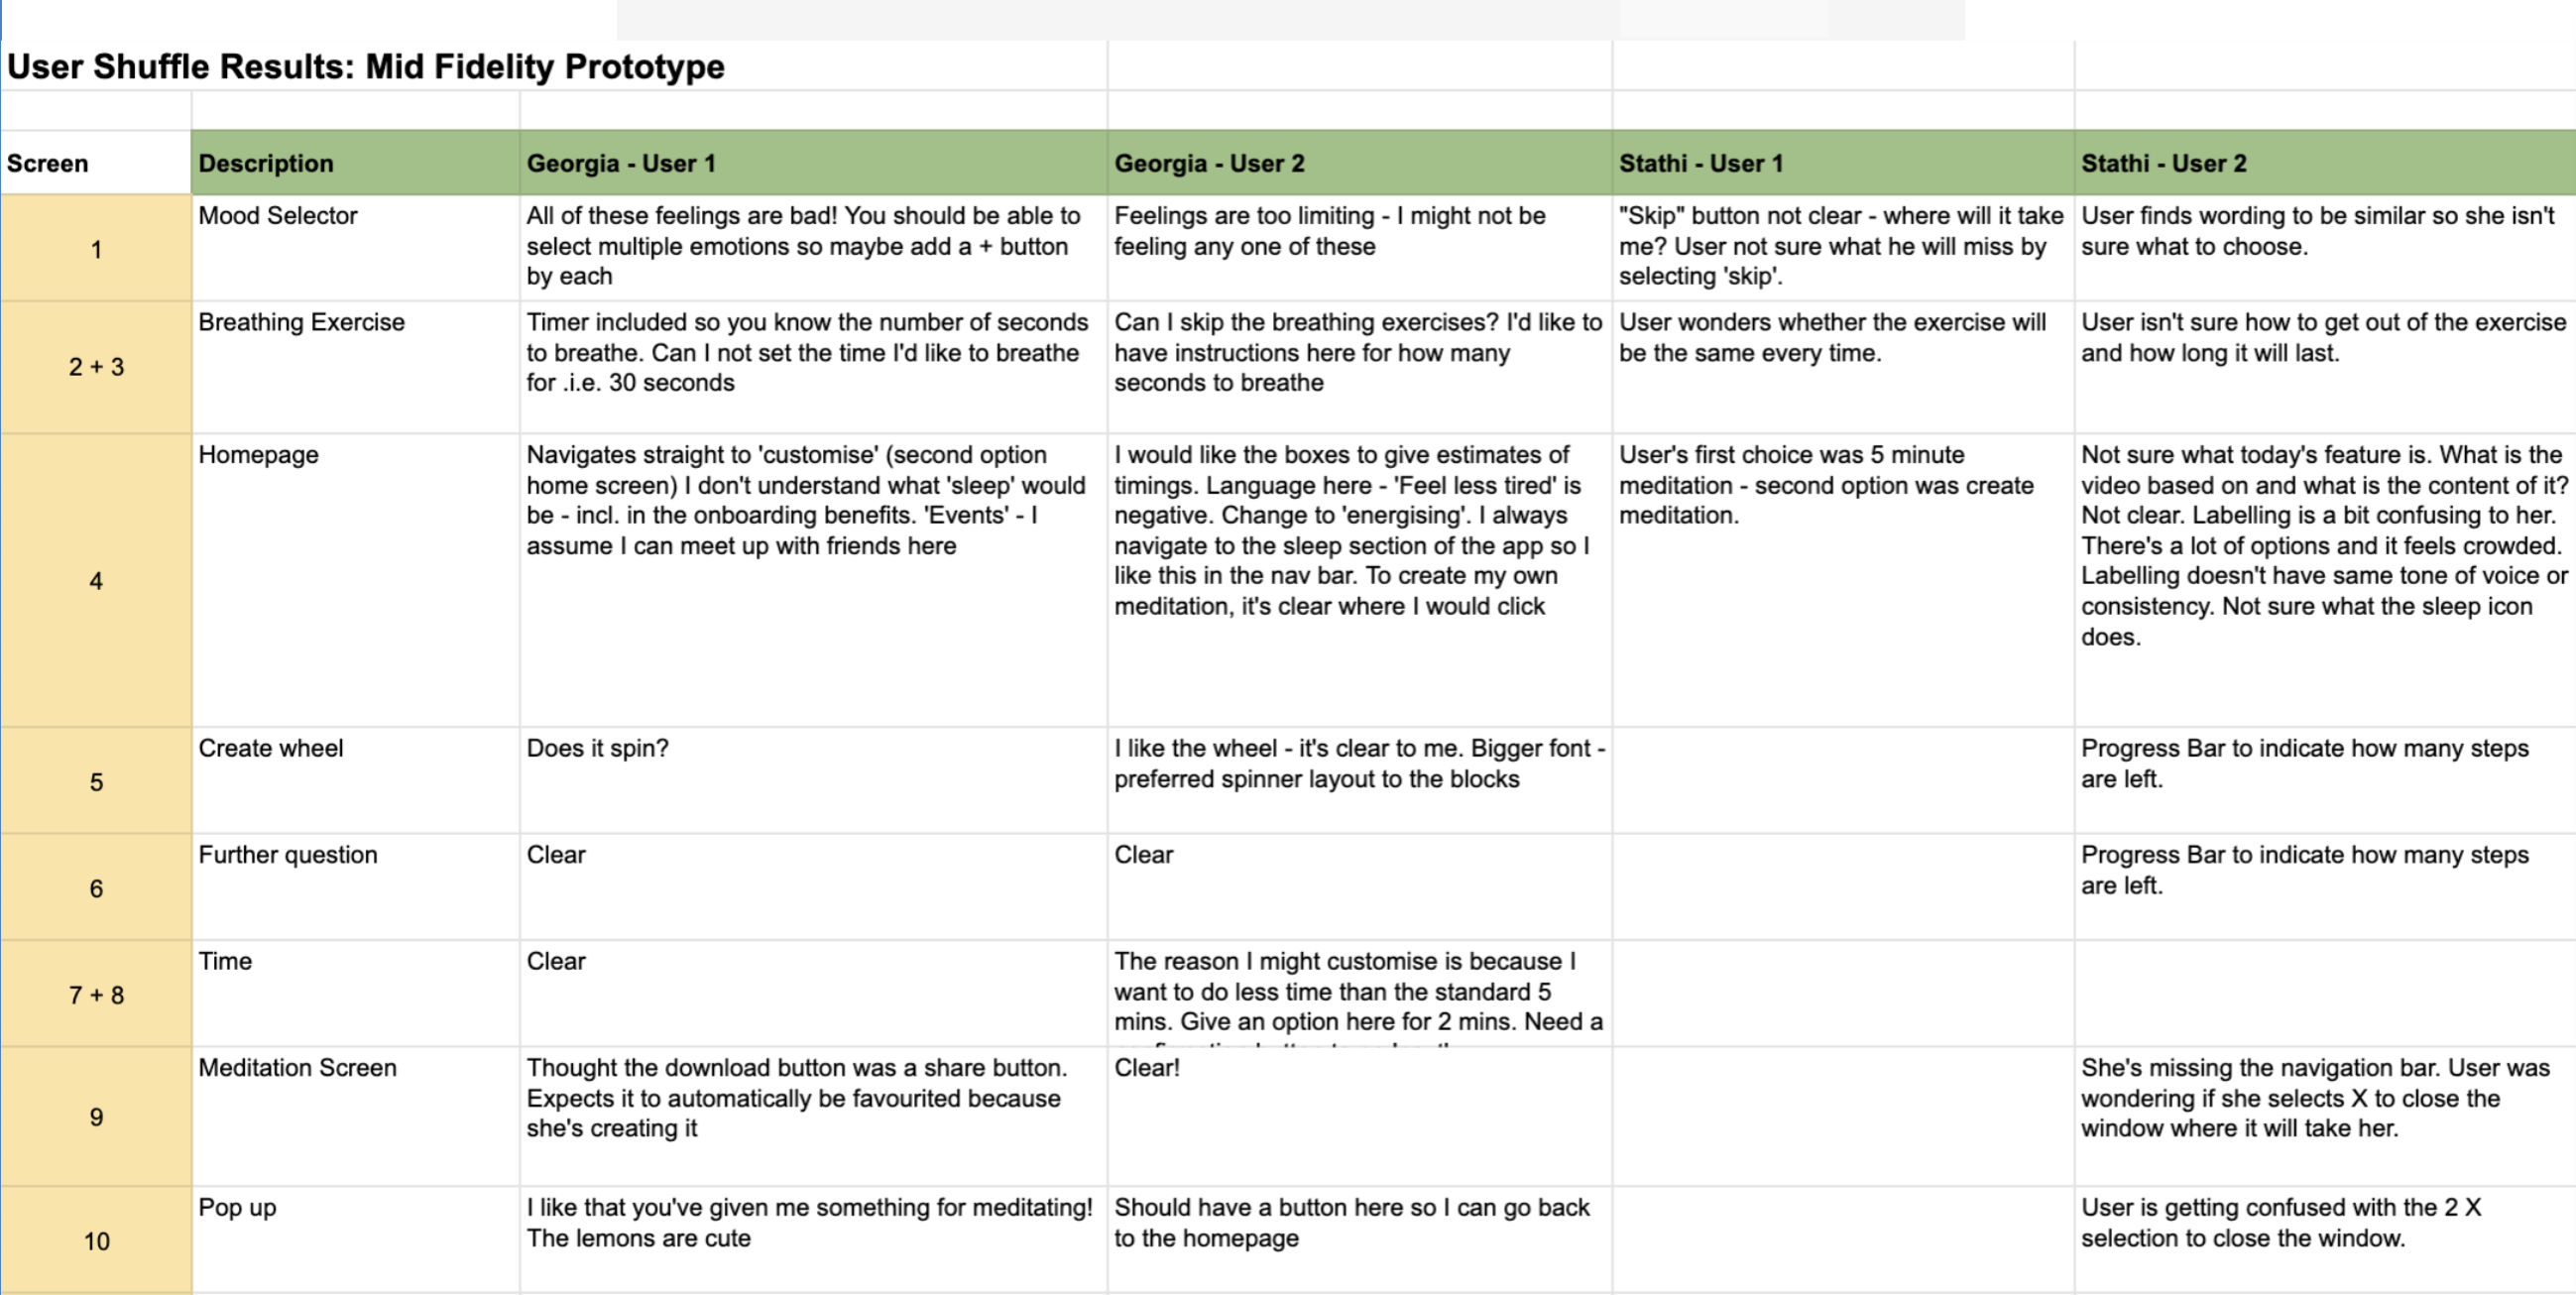 User Shuffle Results: Mid Fidelity Prototype
Screen
Description
Georgia - User 1
Georgia - User 2
Stathi - User 1
Stathi - User 2
1
Mood Selector
All of these feelings are bad! You should be able to
select multiple emotions so maybe add a + button
by each
Feelings are too limiting - I might not be
feeling any one of these
"Skip" button not clear - where will it take
me? User not sure what he will miss by
selecting 'skip'.
User finds wording to be similar so she isn't
sure what to choose.
2 + 3
Breathing Exercise
Timer included so you know the number of seconds
to breathe. Can I not set the time I'd like to breathe
for .i.e. 30 seconds
Can I skip the breathing exercises? I'd like to
have instructions here for how many
seconds to breathe
User wonders whether the exercise will
be the same every time.
User isn't sure how to get out of the exercise
and how long it will last.
4
Homepage
Navigates straight to 'customise' (second option
home screen) I don't understand what 'sleep' would
be - incl. in the onboarding benefits. 'Events' - I
assume I can meet up with friends here
I would like the boxes to give estimates of
timings. Language here - 'Feel less tired' is
negative. Change to 'energising'. I always
navigate to the sleep section of the app so I
like this in the nav bar. To create my own
meditation, it's clear where I would click
User's first choice was 5 minute
meditation - second option was create
meditation.
Not sure what today's feature is. What is the
video based on and what is the content of it?
Not clear. Labelling is a bit confusing to her.
There's a lot of options and it feels crowded.
Labelling doesn't have same tone of voice or
consistency. Not sure what the sleep icon
does.
5
Create wheel
Does it spin?
I like the wheel - it's clear to me. Bigger font -
preferred spinner layout to the blocks
Progress Bar to indicate how many steps
are left.
6
Further question
Clear
Clear
Progress Bar to indicate how many steps
are left.
7 + 8
Time
Clear
The reason I might customise is because I
want to do less time than the standard 5
mins. Give an option here for 2 mins. Need a
9
Meditation Screen
Thought the download button was a share button.
Expects it to automatically be favourited because
she's creating it
Clear!
She's missing the navigation bar. User was
wondering if she selects X to close the
window where it will take her.
10
Pop up
I like that you've given me something for meditating!
The lemons are cute
Should have a button here so I can go back
to the homepage
User is getting confused with the 2 X
selection to close the window.